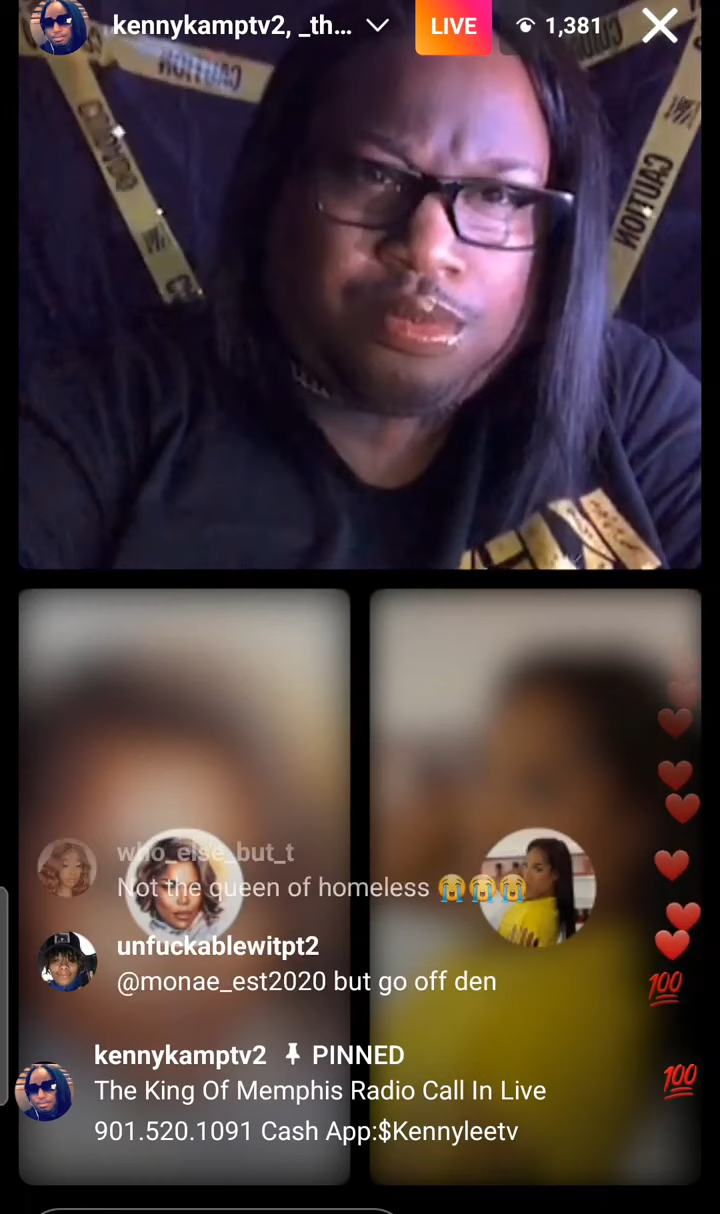 kennykamptv2, _th...
LIVE
1,381
CAUTION
CAUTION
who_else_but_t
Not the queen of homeless 😭😭😭
unfuckablewitpt2
@monae_est2020 but go off den
kennykamptv2 📌 PINNED
The King Of Memphis Radio Call In Live
901.520.1091 Cash App:$Kennyleetv
💯
💯